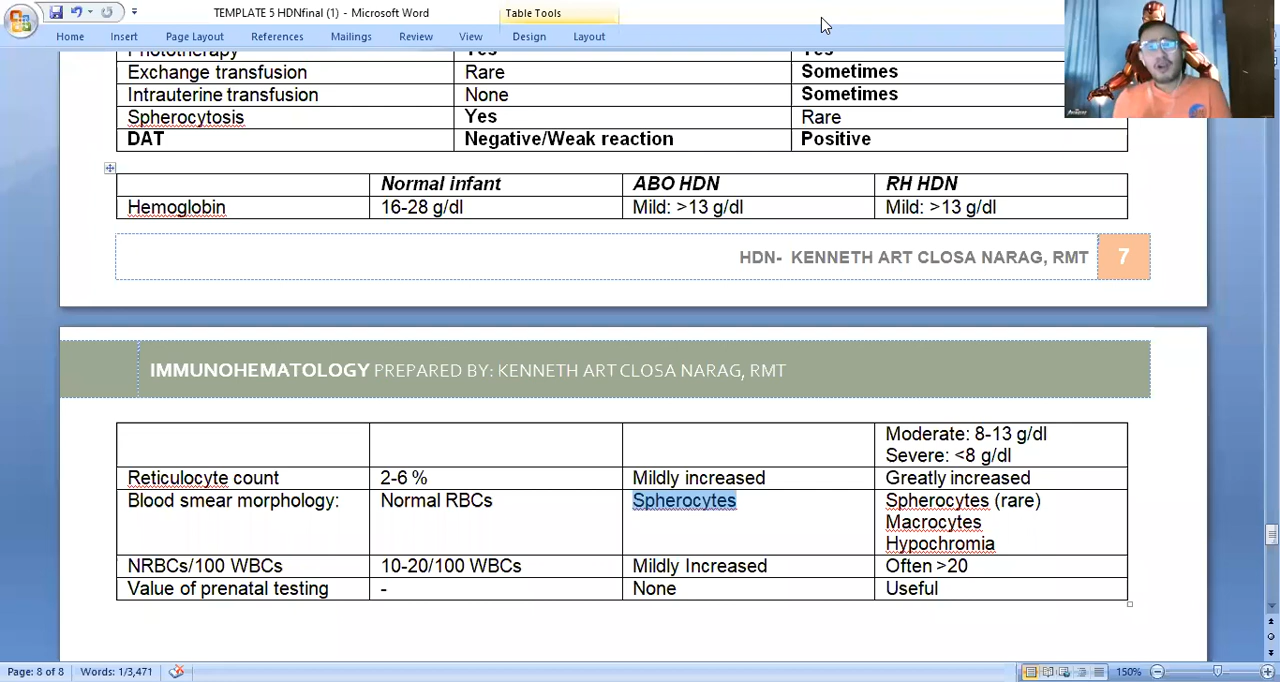 TEMPLATE 5 HDNfinal (1) - Microsoft Word
Table Tools
Home Insert Page Layout References Mailings Review View Design Layout
Phototherapy Yes Yes
Exchange transfusion Rare Sometimes
Intrauterine transfusion None Sometimes
Spherocytosis Yes Rare
DAT Negative/Weak reaction Positive
Normal infant ABO HDN RH HDN
Hemoglobin 16-28 g/dl Mild: >13 g/dl Mild: >13 g/dl
HDN- KENNETH ART CLOSA NARAG, RMT 7
IMMUNOHEMATOLOGY PREPARED BY: KENNETH ART CLOSA NARAG, RMT
Moderate: 8-13 g/dl
Severe: <8 g/dl
Reticulocyte count 2-6 % Mildly increased Greatly increased
Blood smear morphology: Normal RBCs Spherocytes Spherocytes (rare)
Macrocytes
Hypochromia
NRBCs/100 WBCs 10-20/100 WBCs Mildly Increased Often >20
Value of prenatal testing - None Useful
Page: 8 of 8 Words: 1/3,471 150%